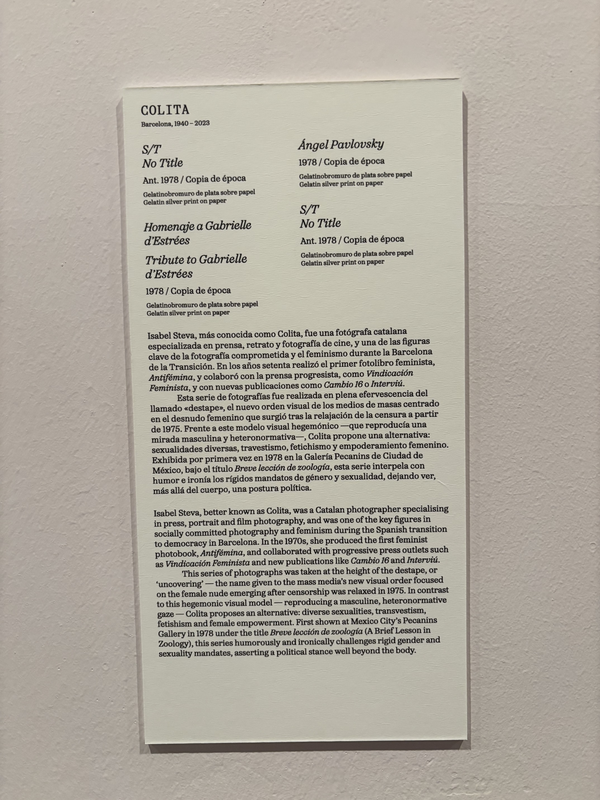 COLITA
Barcelona, 1940 – 2023
S/T
No Title
Ant. 1978 / Copia de época
Gelatinobromuro de plata sobre papel
Gelatin silver print on paper
Homenaje a Gabrielle
d'Estrées
Tribute to Gabrielle
d'Estrées
1978 / Copia de época
Gelatinobromuro de plata sobre papel
Gelatin silver print on paper
Ángel Pavlovsky
1978 / Copia de época
Gelatinobromuro de plata sobre papel
Gelatin silver print on paper
S/T
No Title
Ant. 1978 / Copia de época
Gelatinobromuro de plata sobre papel
Gelatin silver print on paper
Isabel Steva, más conocida como Colita, fue una fotógrafa catalana
especializada en prensa, retrato y fotografía de cine, y una de las figuras
clave de la fotografía comprometida y el feminismo durante la Barcelona
de la Transición. En los años setenta realizó el primer fotolibro feminista,
Antifémina, y colaboró con la prensa progresista, como Vindicación
Feminista, y con nuevas publicaciones como Cambio 16 o Interviú.
Esta serie de fotografías fue realizada en plena efervescencia del
llamado «destape», el nuevo orden visual de los medios de masas centrado
en el desnudo femenino que surgió tras la relajación de la censura a partir
de 1975. Frente a este modelo visual hegemónico —que reproducía una
mirada masculina y heteronormativa—, Colita propone una alternativa:
sexualidades diversas, travestismo, fetichismo y empoderamiento femenino.
Exhibida por primera vez en 1978 en la Galería Pecanins de Ciudad de
México, bajo el título Breve lección de zoología, esta serie interpela con
humor e ironía los rígidos mandatos de género y sexualidad, dejando ver,
más allá del cuerpo, una postura política.
Isabel Steva, better known as Colita, was a Catalan photographer specialising
in press, portrait and film photography, and was one of the key figures in
socially committed photography and feminism during the Spanish transition
to democracy in Barcelona. In the 1970s, she produced the first feminist
photobook, Antifémina, and collaborated with progressive press outlets such
as Vindicación Feminista and new publications like Cambio 16 and Interviú.
This series of photographs was taken at the height of the destape, or
'uncovering' — the name given to the mass media's new visual order focused
on the female nude emerging after censorship was relaxed in 1975. In contrast
to this hegemonic visual model — reproducing a masculine, heteronormative
gaze — Colita proposes an alternative: diverse sexualities, transvestism,
fetishism and female empowerment. First shown at Mexico City's Pecanins
Gallery in 1978 under the title Breve lección de zoología (A Brief Lesson in
Zoology), this series humorously and ironically challenges rigid gender and
sexuality mandates, asserting a political stance well beyond the body.